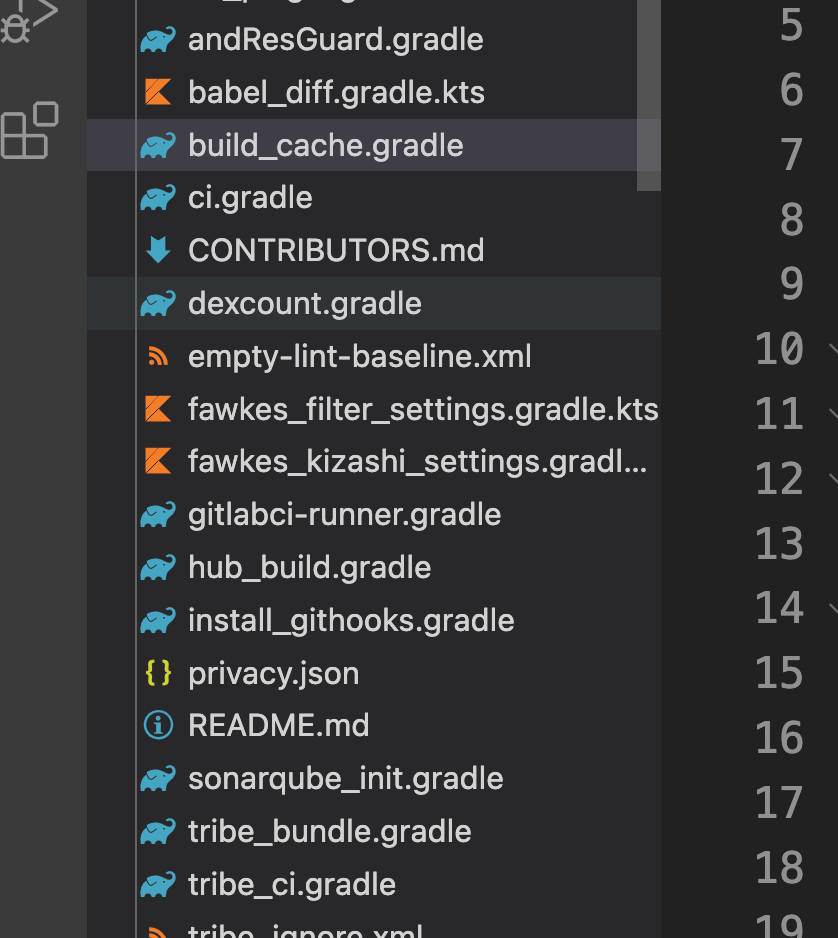 andResGuard.gradle
babel_diff.gradle.kts
build_cache.gradle
ci.gradle
CONTRIBUTORS.md
dexcount.gradle
empty-lint-baseline.xml
fawkes_filter_settings.gradle.kts
fawkes_kizashi_settings.gradl...
gitlabci-runner.gradle
hub_build.gradle
install_githooks.gradle
{} privacy.json
README.md
sonarqube_init.gradle
tribe_bundle.gradle
tribe_ci.gradle
tribe_ignore.xml
5
6
7
8
9
10
11
12
13
14
15
16
17
18
19